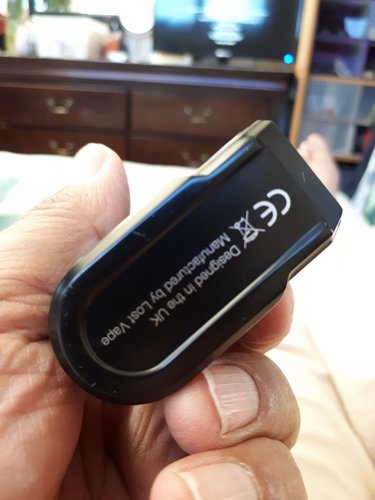 CE
Designed in the UK
Manufactured by Lost Vape